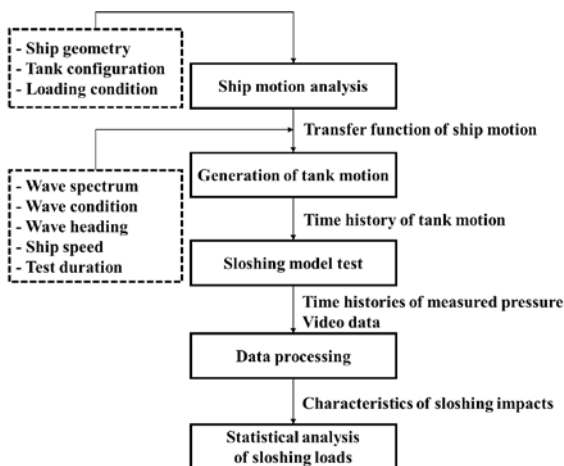 - Ship geometry
- Tank configuration
- Loading condition
Ship motion analysis
Transfer function of ship motion
- Wave spectrum
- Wave condition
- Wave heading
- Ship speed
- Test duration
Generation of tank motion
Time history of tank motion
Sloshing model test
Time histories of measured pressure
Video data
Data processing
Characteristics of sloshing impacts
Statistical analysis
of sloshing loads